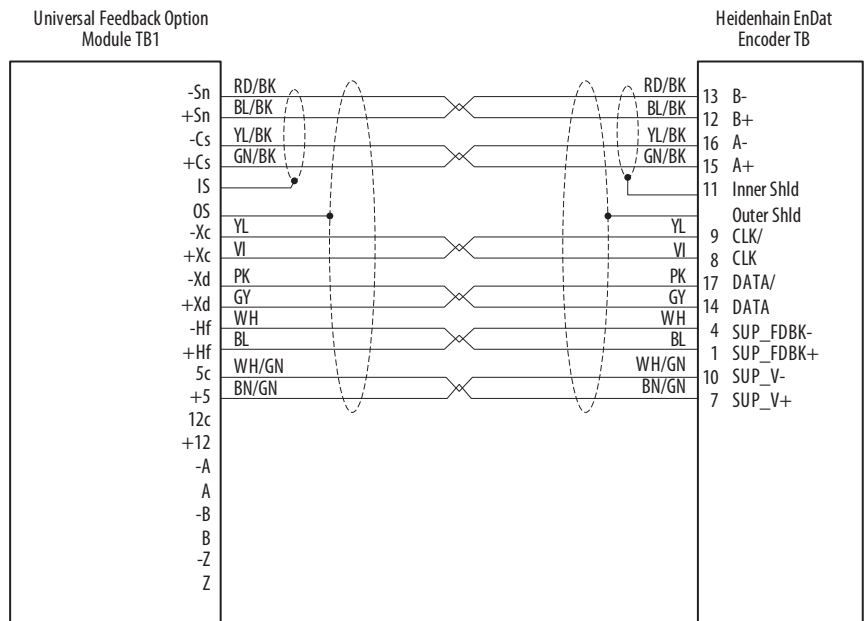 Universal Feedback Option
Module TB1
Heidenhain EnDat
Encoder TB
-Sn RD/BK RD/BK 13 B-
+Sn BL/BK BL/BK 12 B+
-Cs YL/BK YL/BK 16 A-
+Cs GN/BK GN/BK 15 A+
IS 11 Inner Shld
OS Outer Shld
-Xc YL YL 9 CLK/
+Xc VI VI 8 CLK
-Xd PK PK 17 DATA/
+Xd GY GY 14 DATA
-Hf WH WH 4 SUP_FDBK-
+Hf BL BL 1 SUP_FDBK+
5c WH/GN WH/GN 10 SUP_V-
+5 BN/GN BN/GN 7 SUP_V+
12c
+12
-A
A
-B
B
-Z
Z